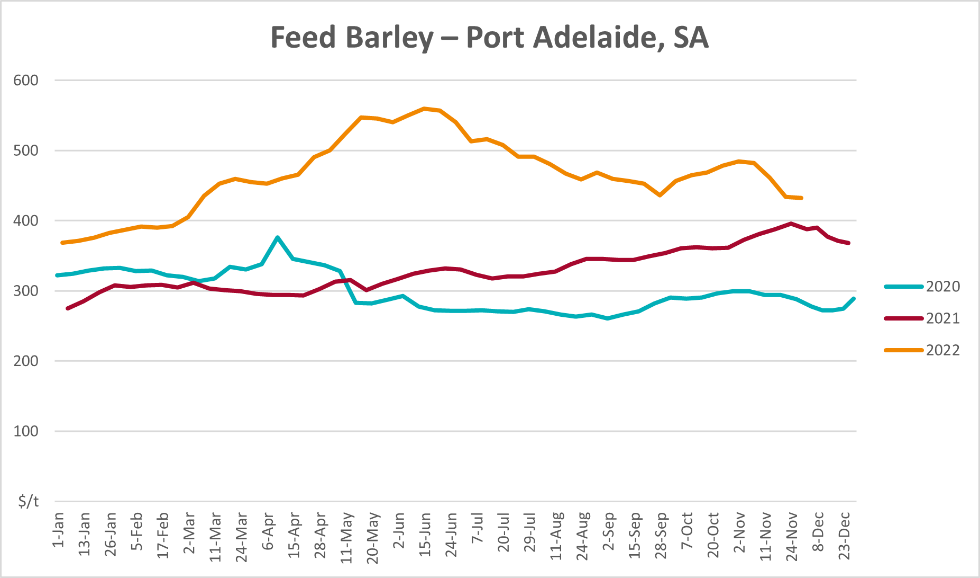 Feed Barley – Port Adelaide, SA
600
500
400
300
200
100
$/t
1-Jan
13-Jan
26-Jan
5-Feb
17-Feb
2-Mar
11-Mar
24-Mar
6-Apr
15-Apr
28-Apr
11-May
20-May
2-Jun
15-Jun
24-Jun
7-Jul
20-Jul
29-Jul
11-Aug
24-Aug
2-Sep
15-Sep
28-Sep
7-Oct
20-Oct
2-Nov
11-Nov
24-Nov
8-Dec
23-Dec
2020
2021
2022